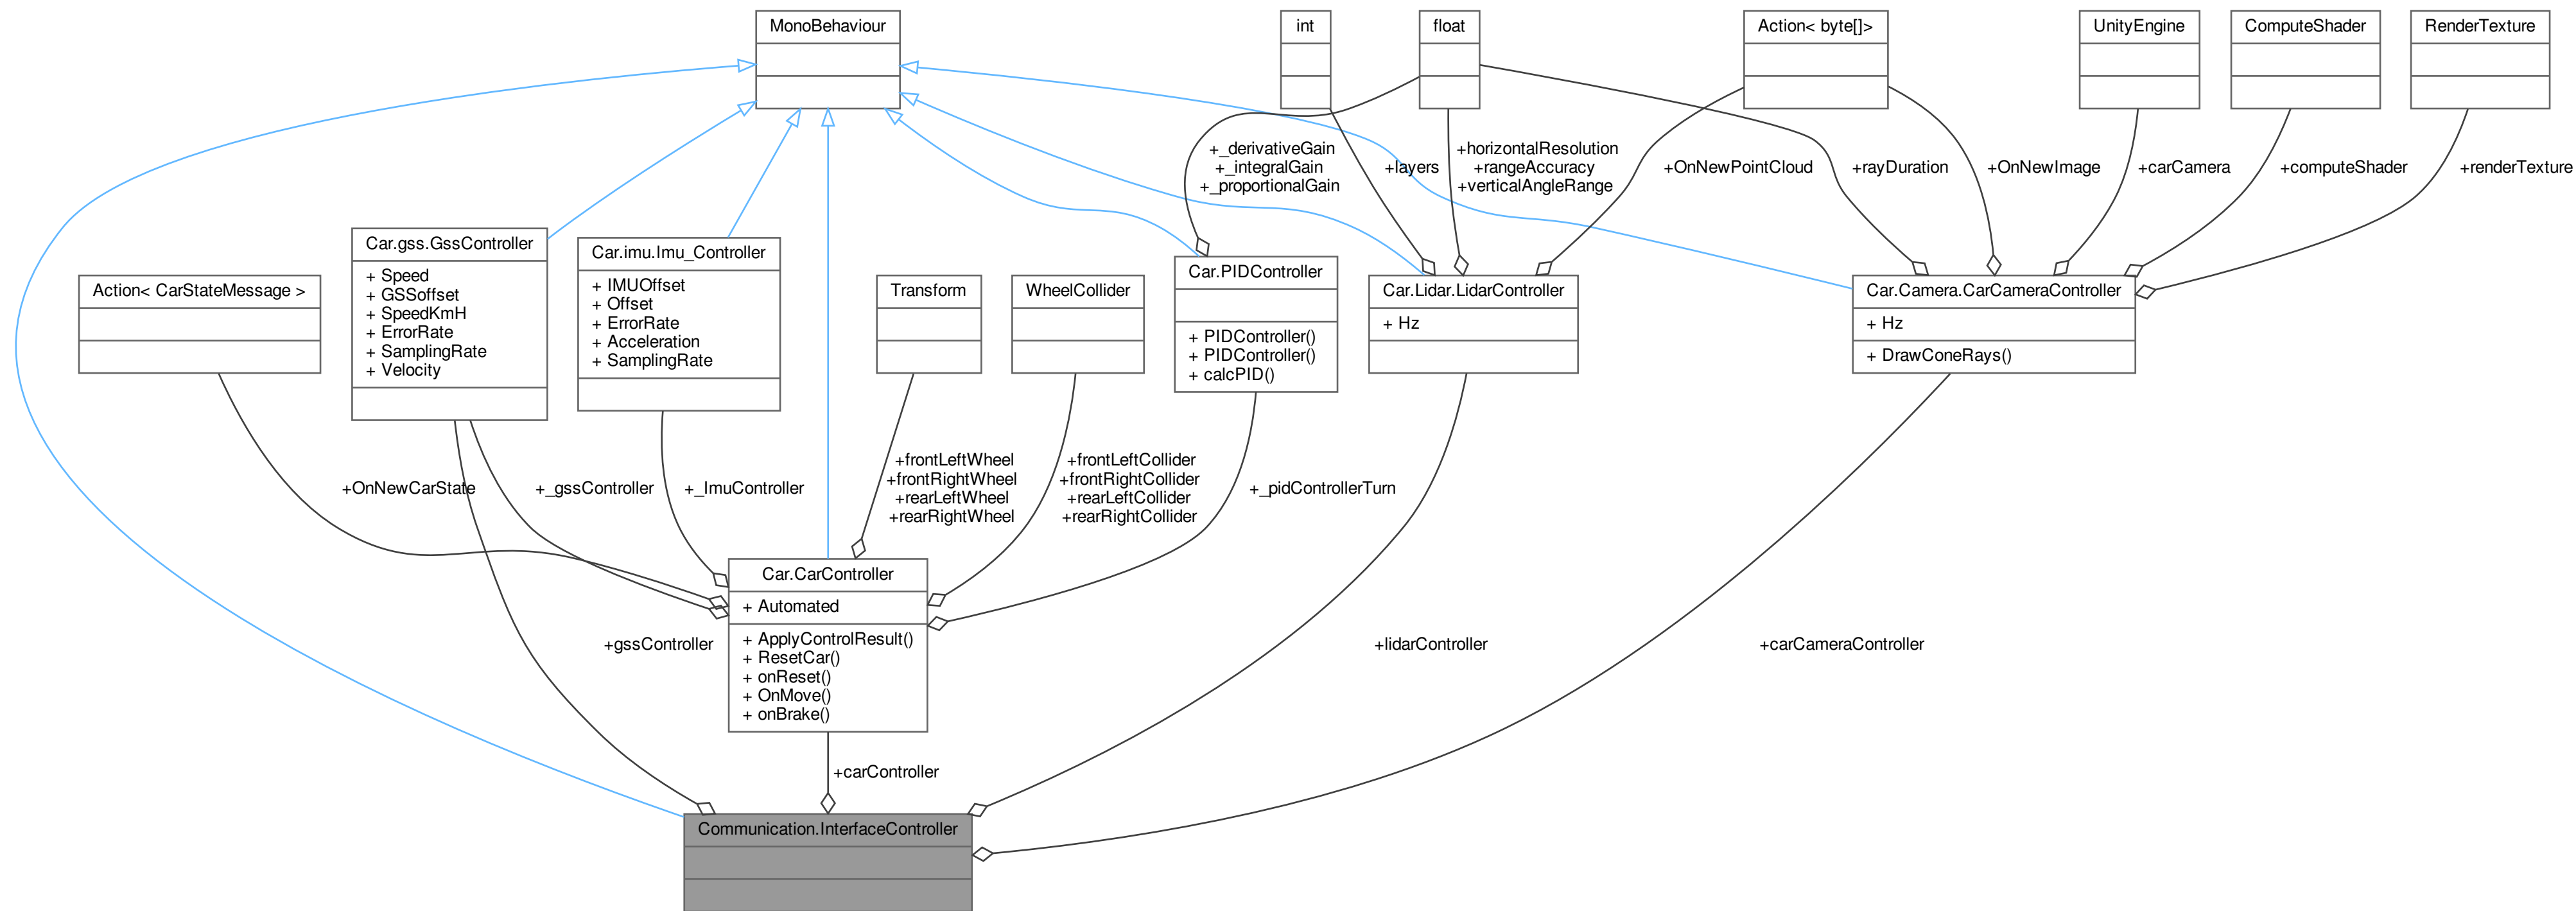 MonoBehaviour
int
float
Action< byte[]>
UnityEngine
ComputeShader
RenderTexture
+_derivativeGain
+_integralGain
+_proportionalGain
+layers
+horizontalResolution
+rangeAccuracy
+verticalAngleRange
+OnNewPointCloud
+rayDuration
+OnNewImage
+carCamera
+computeShader
+renderTexture
Action< CarStateMessage >
Car.gss.GssController
+ Speed
+ GSSoffset
+ SpeedKmH
+ ErrorRate
+ SamplingRate
+ Velocity
Car.imu.Imu_Controller
+ IMUOffset
+ Offset
+ ErrorRate
+ Acceleration
+ SamplingRate
Transform
WheelCollider
Car.PIDController
+ PIDController()
+ PIDController()
+ calcPID()
Car.Lidar.LidarController
+ Hz
Car.Camera.CarCameraController
+ Hz
+ DrawConeRays()
+OnNewCarState
+_gssController
+_ImuController
+frontLeftWheel
+frontRightWheel
+rearLeftWheel
+rearRightWheel
+frontLeftCollider
+frontRightCollider
+rearLeftCollider
+rearRightCollider
+_pidControllerTurn
Car.CarController
+ Automated
+ ApplyControlResult()
+ ResetCar()
+ onReset()
+ OnMove()
+ onBrake()
+gssController
+lidarController
+carCameraController
+carController
Communication.InterfaceController